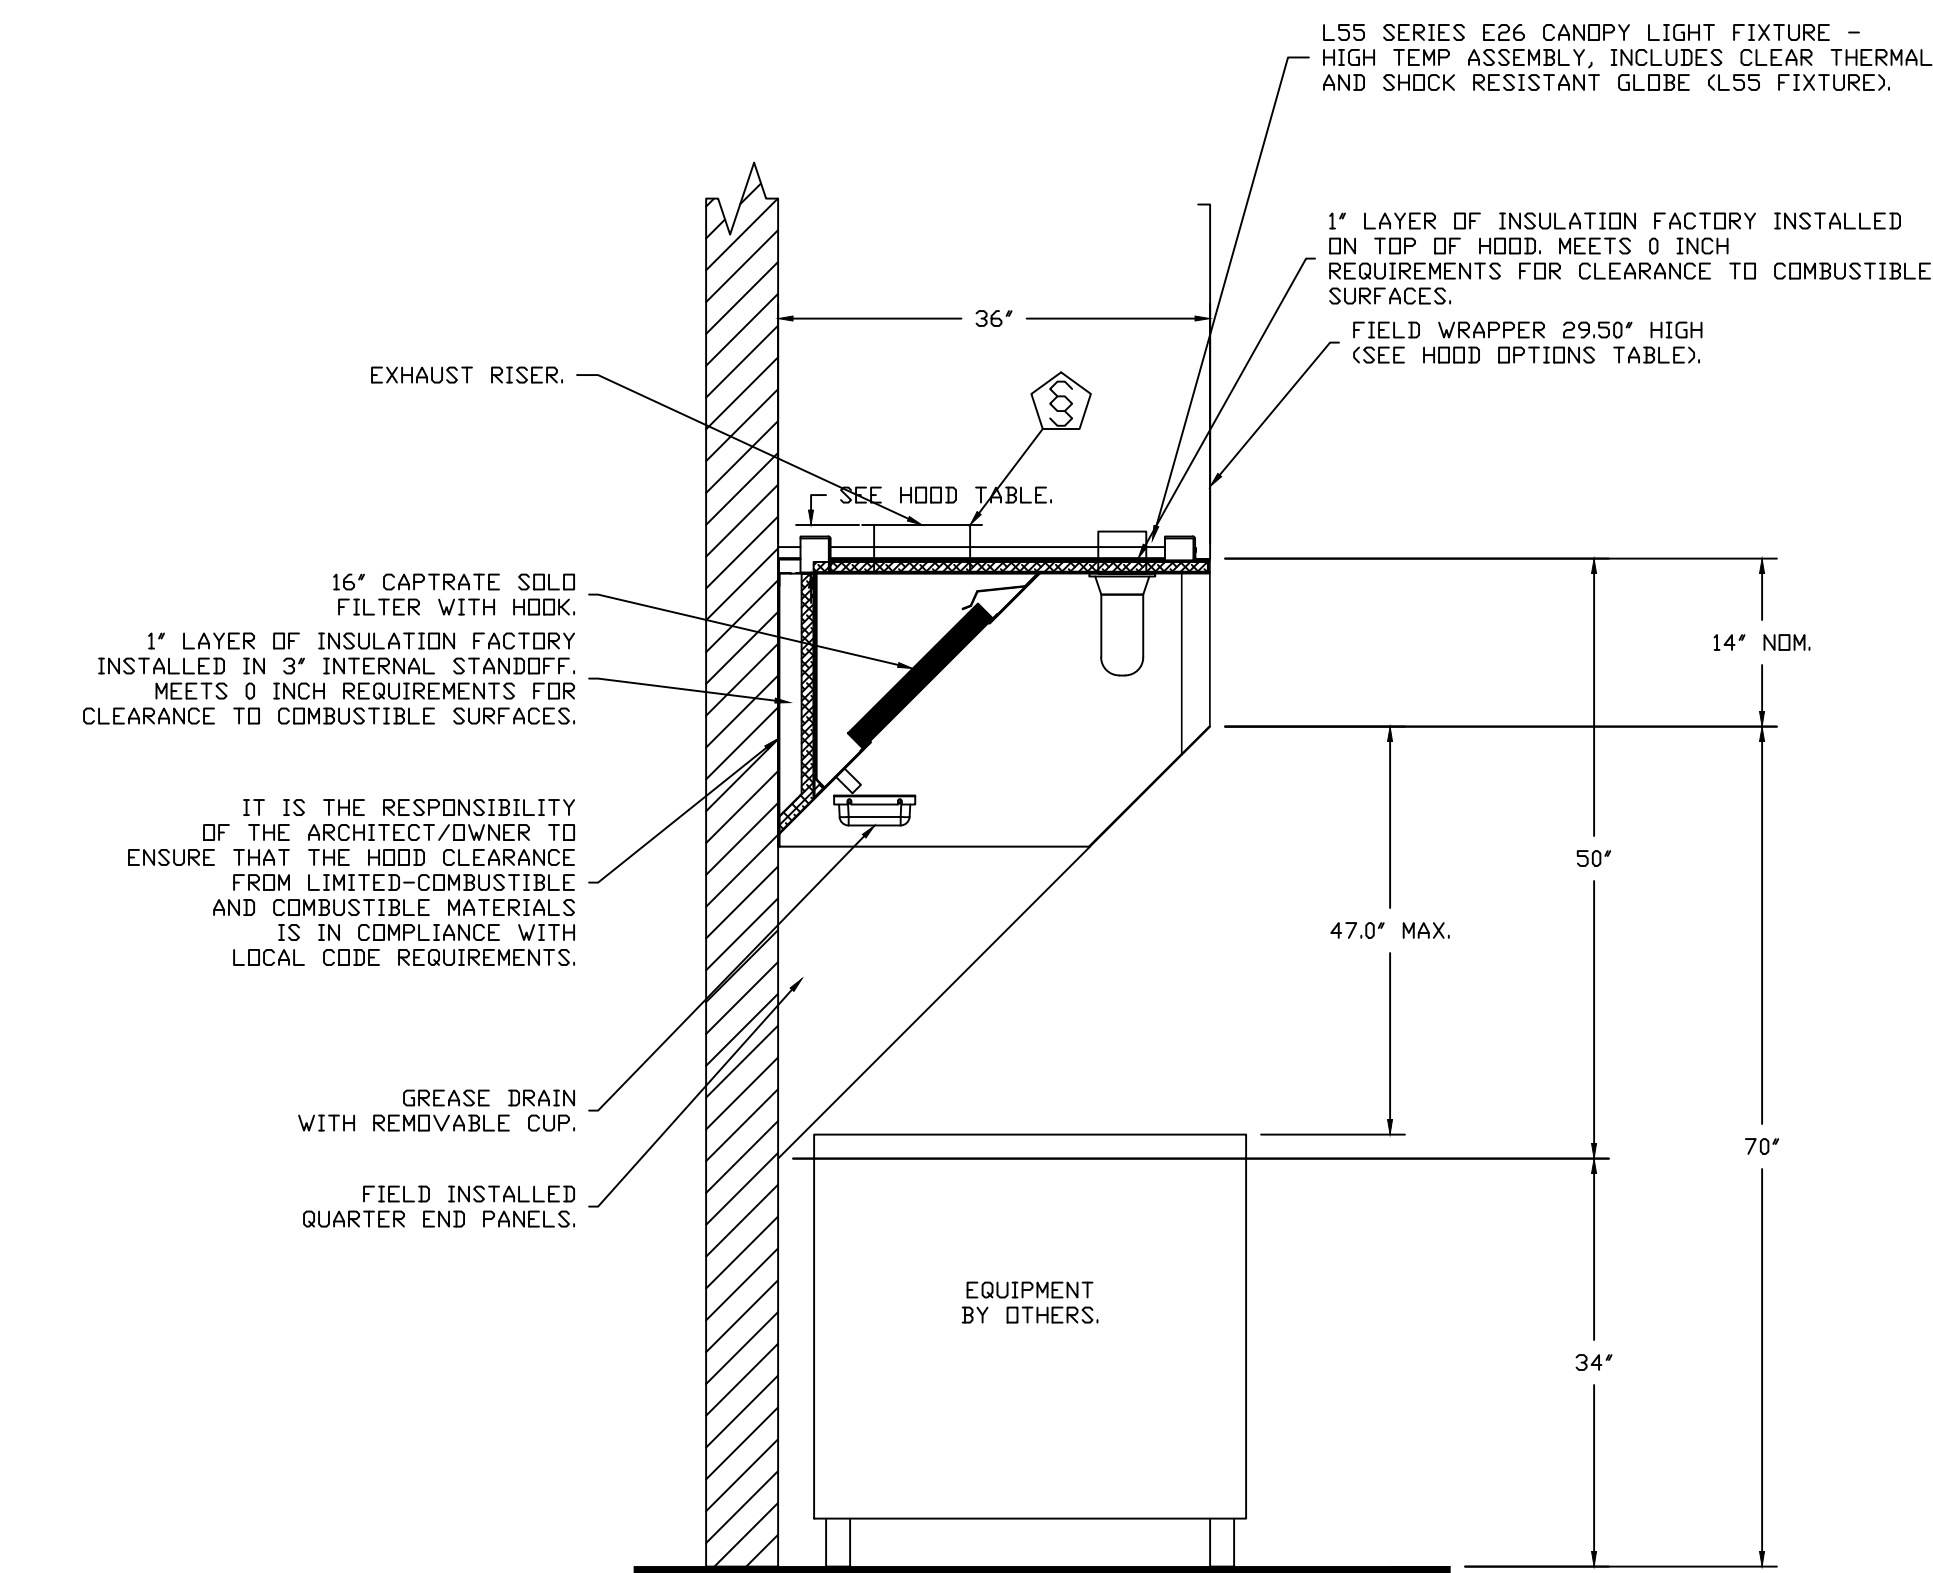 L55 SERIES E26 CANOPY LIGHT FIXTURE -
HIGH TEMP ASSEMBLY, INCLUDES CLEAR THERMAL
AND SHOCK RESISTANT GLOBE (L55 FIXTURE).
1" LAYER OF INSULATION FACTORY INSTALLED
ON TOP OF HOOD. MEETS 0 INCH
REQUIREMENTS FOR CLEARANCE TO COMBUSTIBLE
SURFACES.
36"
FIELD WRAPPER 29.50" HIGH
(SEE HOOD OPTIONS TABLE).
EXHAUST RISER.
SEE HOOD TABLE.
16" CAPTRATE SOLO
FILTER WITH HOOK.
1" LAYER OF INSULATION FACTORY
INSTALLED IN 3" INTERNAL STANDOFF.
MEETS 0 INCH REQUIREMENTS FOR
CLEARANCE TO COMBUSTIBLE SURFACES.
14" NOM.
IT IS THE RESPONSIBILITY
OF THE ARCHITECT/OWNER TO
ENSURE THAT THE HOOD CLEARANCE
FROM LIMITED-COMBUSTIBLE
AND COMBUSTIBLE MATERIALS
IS IN COMPLIANCE WITH
LOCAL CODE REQUIREMENTS.
50"
47.0" MAX.
GREASE DRAIN
WITH REMOVABLE CUP.
70"
FIELD INSTALLED
QUARTER END PANELS.
EQUIPMENT
BY OTHERS.
34"